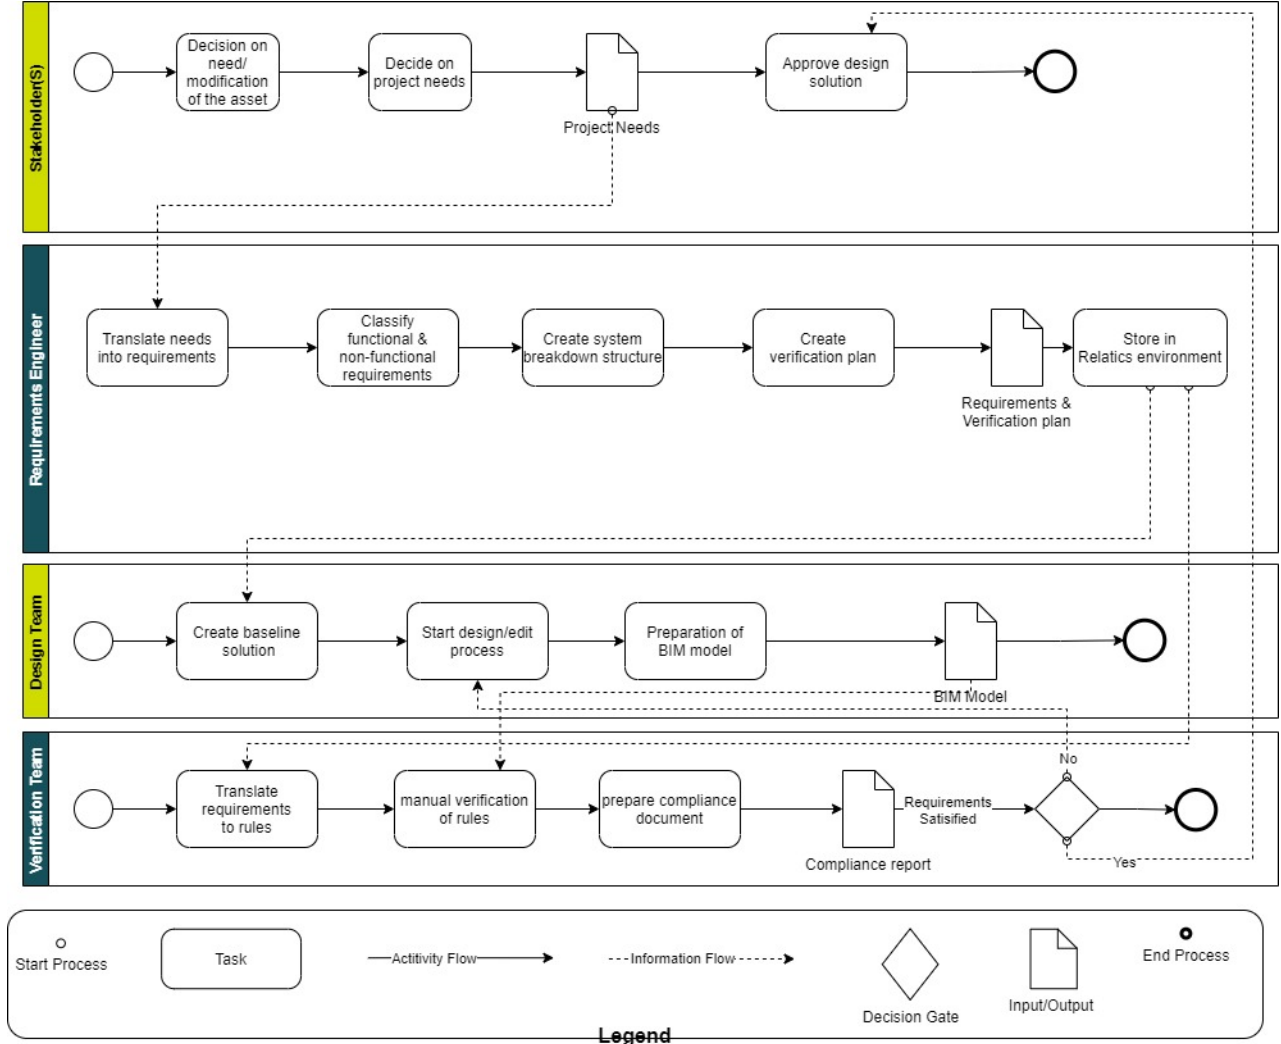 Stakeholder(S)
Decision on
need/
modification
of the asset
Decide on
project needs
Project Needs
Approve design
solution
Requirements Engineer
Translate needs
into requirements
Classify
functional &
non-functional
requirements
Create system
breakdown structure
Create
verification plan
Requirements &
Verification plan
Store in
Relatics environment
Design Team
Create baseline
solution
Start design/edit
process
Preparation of
BIM model
BIM Model
Verification Team
Translate
requirements
to rules
manual verification
of rules
prepare compliance
document
Compliance report
Requirements
Satisified
No
Yes
Start Process
Task
Actitivity Flow
Information Flow
Decision Gate
Input/Output
End Process
Legend